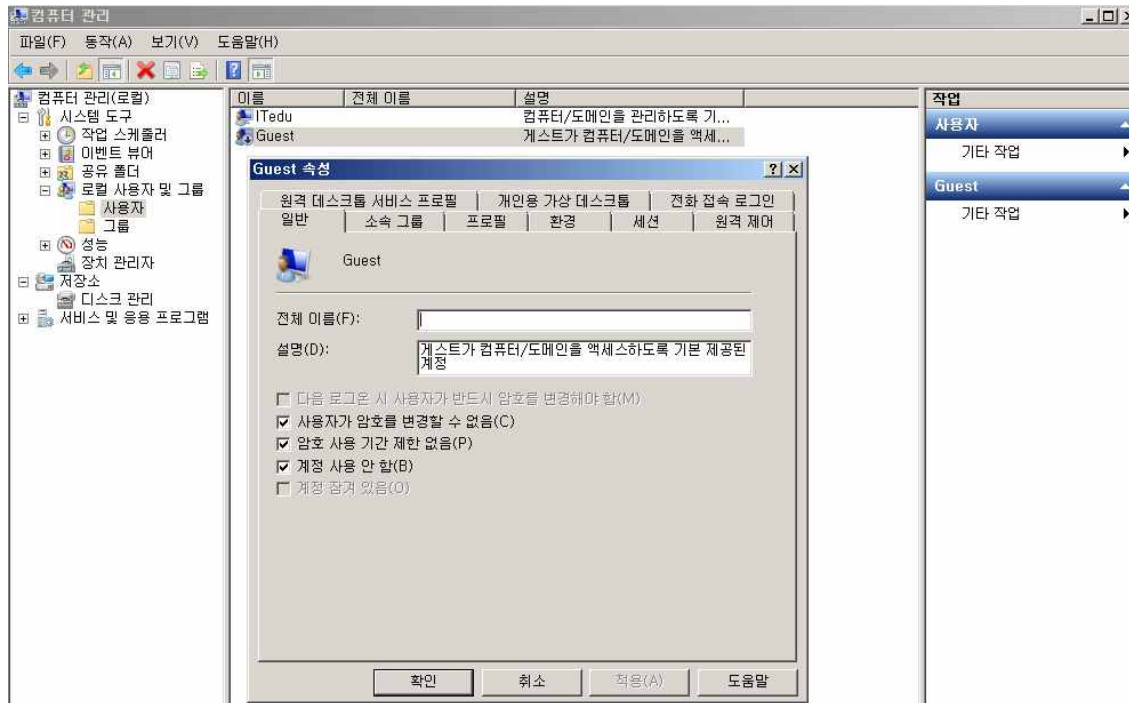 컴퓨터 관리
파일(F) 동작(A) 보기(V) 도움말(H)
컴퓨터 관리(로컬)
시스템 도구
작업 스케줄러
이벤트 뷰어
공유 폴더
로컬 사용자 및 그룹
사용자
그룹
성능
장치 관리자
저장소
디스크 관리
서비스 및 응용 프로그램
이름 전체 이름 설명
ITedu 컴퓨터/도메인을 관리하도록 기...
Guest 게스트가 컴퓨터/도메인을 액세...
Guest 속성
원격 데스크톱 서비스 프로필 개인용 가상 데스크톱 전화 접속 로그인
일반 소속 그룹 프로필 환경 세션 원격 제어
Guest
전체 이름(F):
설명(D): 게스트가 컴퓨터/도메인을 액세스하도록 기본 제공된
계정
다음 로그온 시 사용자가 반드시 암호를 변경해야 함(M)
사용자가 암호를 변경할 수 없음(C)
암호 사용 기간 제한 없음(P)
계정 사용 안 함(B)
계정 잠겨 있음(O)
확인 취소 적용(A) 도움말
작업
사용자
기타 작업
Guest
기타 작업